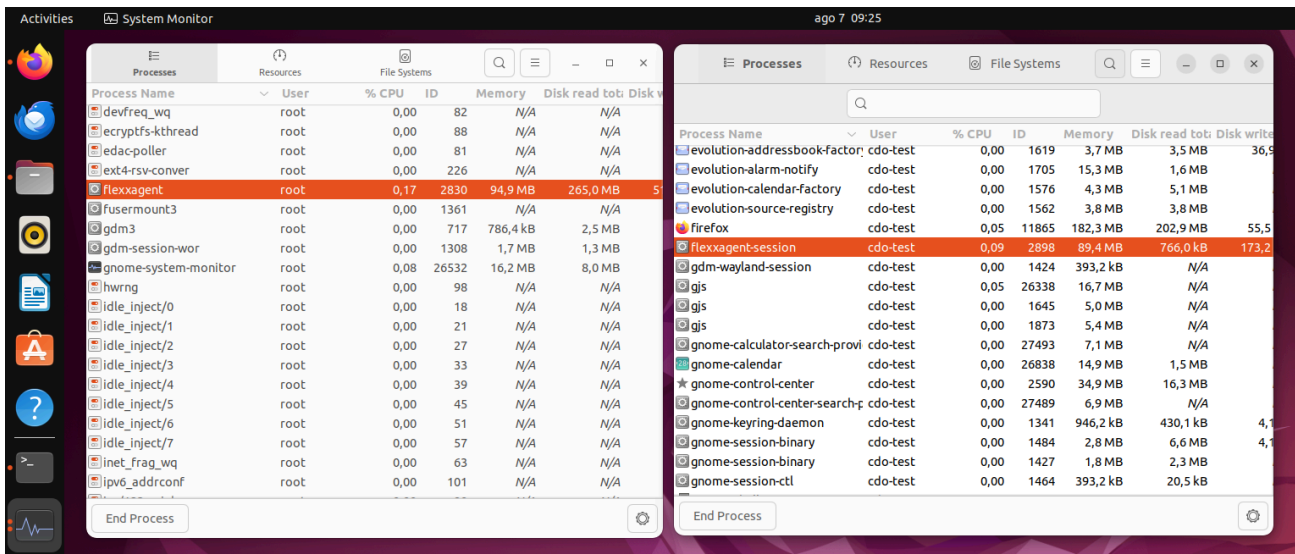 Activities System Monitor ago 7 09:25
Processes Resources File Systems
Process Name User % CPU ID Memory Disk read tot: Disk w
devfreq_wq root 0,00 82 N/A N/A
ecryptfs-kthread root 0,00 88 N/A N/A
edac-poller root 0,00 81 N/A N/A
ext4-rsv-conver root 0,00 226 N/A N/A
flexxagent root 0,17 2830 94,9 MB 265,0 MB 51
fusermount3 root 0,00 1361 N/A N/A
gdm3 root 0,00 717 786,4 kB 2,5 MB
gdm-session-wor root 0,00 1308 1,7 MB 1,3 MB
gnome-system-monitor root 0,08 26532 16,2 MB 8,0 MB
hwrng root 0,00 98 N/A N/A
idle_inject/0 root 0,00 18 N/A N/A
idle_inject/1 root 0,00 21 N/A N/A
idle_inject/2 root 0,00 27 N/A N/A
idle_inject/3 root 0,00 33 N/A N/A
idle_inject/4 root 0,00 39 N/A N/A
idle_inject/5 root 0,00 45 N/A N/A
idle_inject/6 root 0,00 51 N/A N/A
idle_inject/7 root 0,00 57 N/A N/A
inet_frag_wq root 0,00 63 N/A N/A
ipv6_addrconf root 0,00 101 N/A N/A
End Process
Processes Resources File Systems
Process Name User % CPU ID Memory Disk read tot: Disk write
evolution-addressbook-factory cdo-test 0,00 1619 3,7 MB 3,5 MB 36,9
evolution-alarm-notify cdo-test 0,00 1705 15,3 MB 1,6 MB
evolution-calendar-factory cdo-test 0,00 1576 4,3 MB 5,1 MB
evolution-source-registry cdo-test 0,00 1562 3,8 MB 3,8 MB
firefox cdo-test 0,05 11865 182,3 MB 202,9 MB 55,5
flexxagent-session cdo-test 0,09 2898 89,4 MB 766,0 kB 173,2
gdm-wayland-session cdo-test 0,00 1424 393,2 kB N/A
gjs cdo-test 0,05 26338 16,7 MB N/A
gjs cdo-test 0,00 1645 5,0 MB N/A
gjs cdo-test 0,00 1873 5,4 MB N/A
gnome-calculator-search-provi cdo-test 0,00 27493 7,1 MB N/A
gnome-calendar cdo-test 0,00 26838 14,9 MB 1,5 MB
gnome-control-center cdo-test 0,00 2590 34,9 MB 16,3 MB
gnome-control-center-search-p cdo-test 0,00 27489 6,9 MB N/A
gnome-keyring-daemon cdo-test 0,00 1341 946,2 kB 430,1 kB 4,1
gnome-session-binary cdo-test 0,00 1484 2,8 MB 6,6 MB 4,1
gnome-session-binary cdo-test 0,00 1427 1,8 MB 2,3 MB
gnome-session-ctl cdo-test 0,00 1464 393,2 kB 20,5 kB
End Process